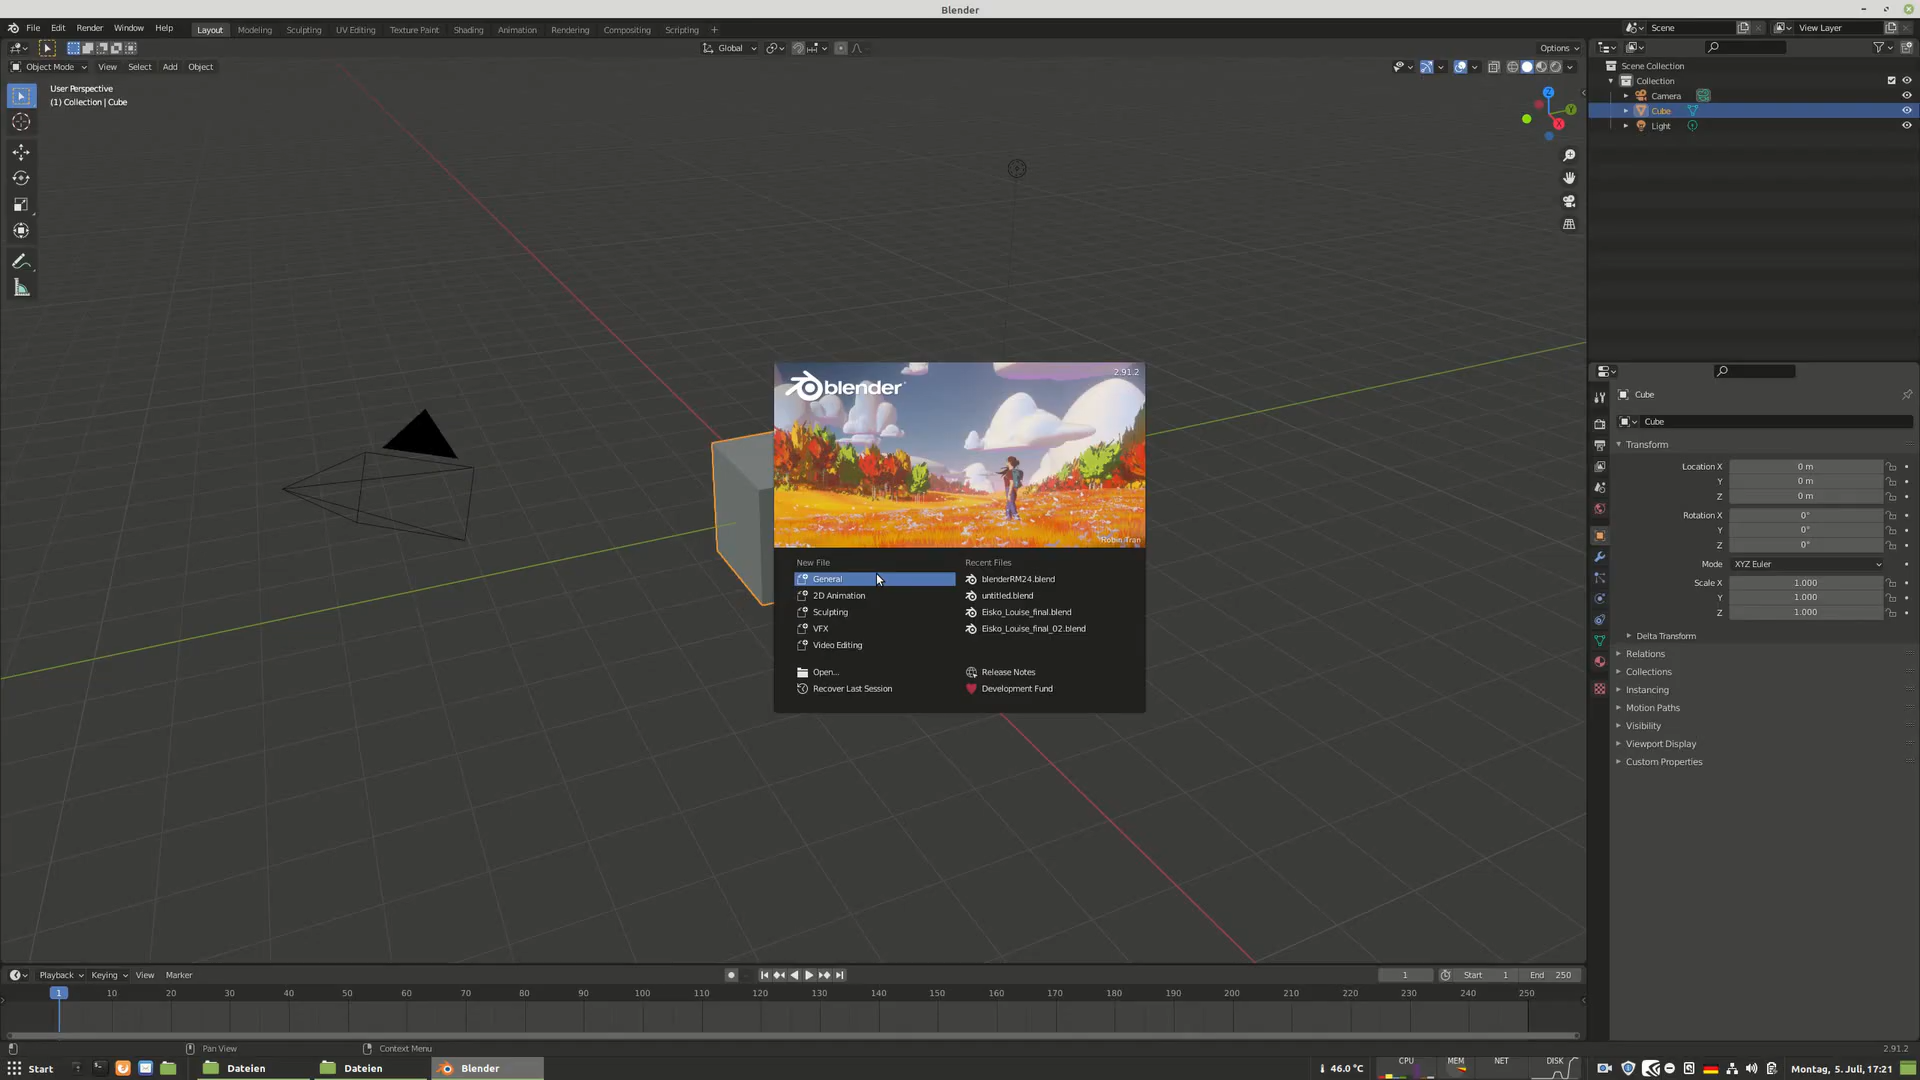 Blender
File Edit Render Window Help
Layout Modeling Sculpting UV Editing Texture Paint Shading Animation Rendering Compositing Scripting +
Scene
View Layer
Global
Options
Object Mode View Select Add Object
User Perspective
(1) Collection | Cube
Z
Y
X
Scene Collection
Collection
Camera
Cube
Light
blender
2.91.2
Robin Tran
New File
General
2D Animation
Sculpting
VFX
Video Editing
Open...
Recover Last Session
Recent Files
blenderRM24.blend
untitled.blend
Eisko_Louise_final.blend
Eisko_Louise_final_02.blend
Release Notes
Development Fund
Cube
Cube
Transform
Location X 0 m
Y 0 m
Z 0 m
Rotation X 0°
Y 0°
Z 0°
Mode XYZ Euler
Scale X 1.000
Y 1.000
Z 1.000
Delta Transform
Relations
Collections
Instancing
Motion Paths
Visibility
Viewport Display
Custom Properties
Playback Keying View Marker
1 Start 1 End 250
1 10 20 30 40 50 60 70 80 90 100 110 120 130 140 150 160 170 180 190 200 210 220 230 240 250
Pan View Context Menu 2.91.2
Start Dateien Dateien Blender 46.0°C CPU MEM NET DISK Montag, 5. Juli, 17:21